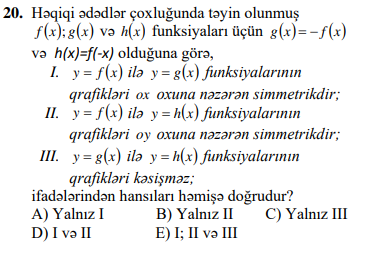 20. Həqiqi ədədlər çoxluğunda təyin olunmuş
f(x); g(x) və h(x) funksiyaları üçün g(x)=−f(x)
və h(x)=f(-x) olduğuna görə,
I. y = f(x) ilə y = g(x) funksiyalarının
qrafikləri ox oxuna nəzərən simmetrikdir;
II. y = f(x) ilə y = h(x) funksiyalarının
qrafikləri oy oxuna nəzərən simmetrikdir;
III. y = g(x) ilə y = h(x) funksiyalarının
qrafikləri kəsişməz;
ifadələrindən hansıları həmişə doğrudur?
A) Yalnız I B) Yalnız II C) Yalnız III
D) I və II E) I; II və III